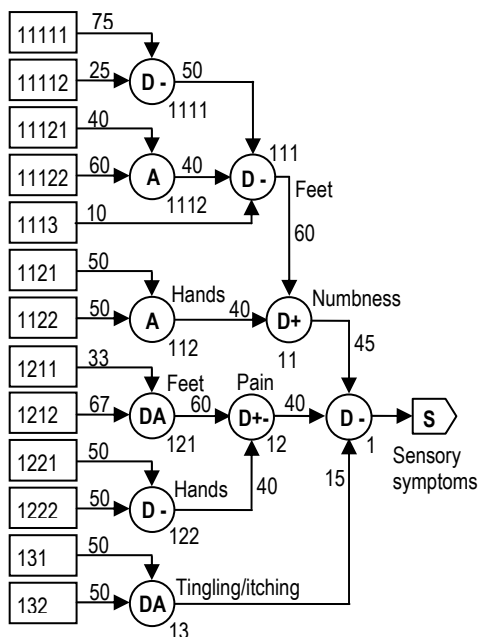 11111 75
11112 25 D - 50
1111
11121 40
11122 60 A 40 D - 111
1112 Feet
1113 10
60
1121 50
1122 50 A Hands 40 D+ Numbness
112 11 45
1211 33
Feet Pain
1212 67 DA 60 D+- 40 D - S
121 12 1
1221 50
40 15 Sensory
symptoms
1222 50 D - Hands
122
131 50
132 50 DA Tingling/itching
13